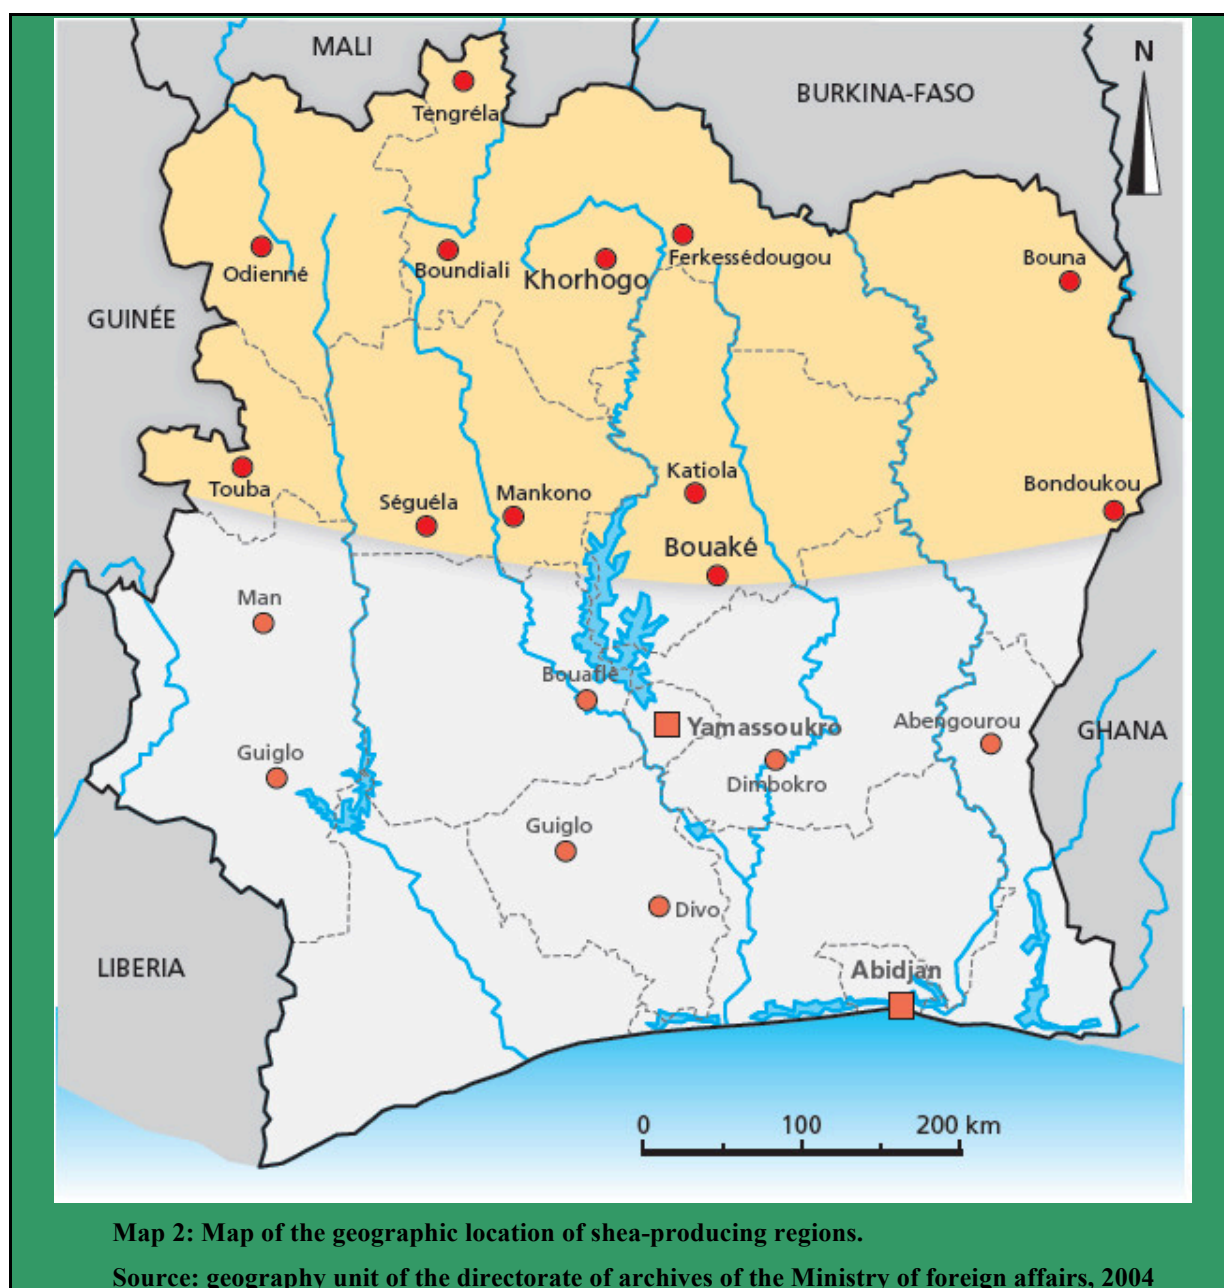 MALI
N
BURKINA-FASO
Tengréla
Odienné
Boundiali
Khorhogo
Ferkessédougou
Bouna
GUINÉE
Touba
Séguéla
Mankono
Katiola
Bondoukou
Bouaké
Man
Bouaflé
Yamassoukro
Abengourou
GHANA
Guiglo
Dimbokro
Guiglo
Divo
LIBERIA
Abidjan
0 100 200 km
Map 2: Map of the geographic location of shea-producing regions.
Source: geography unit of the directorate of archives of the Ministry of foreign affairs, 2004